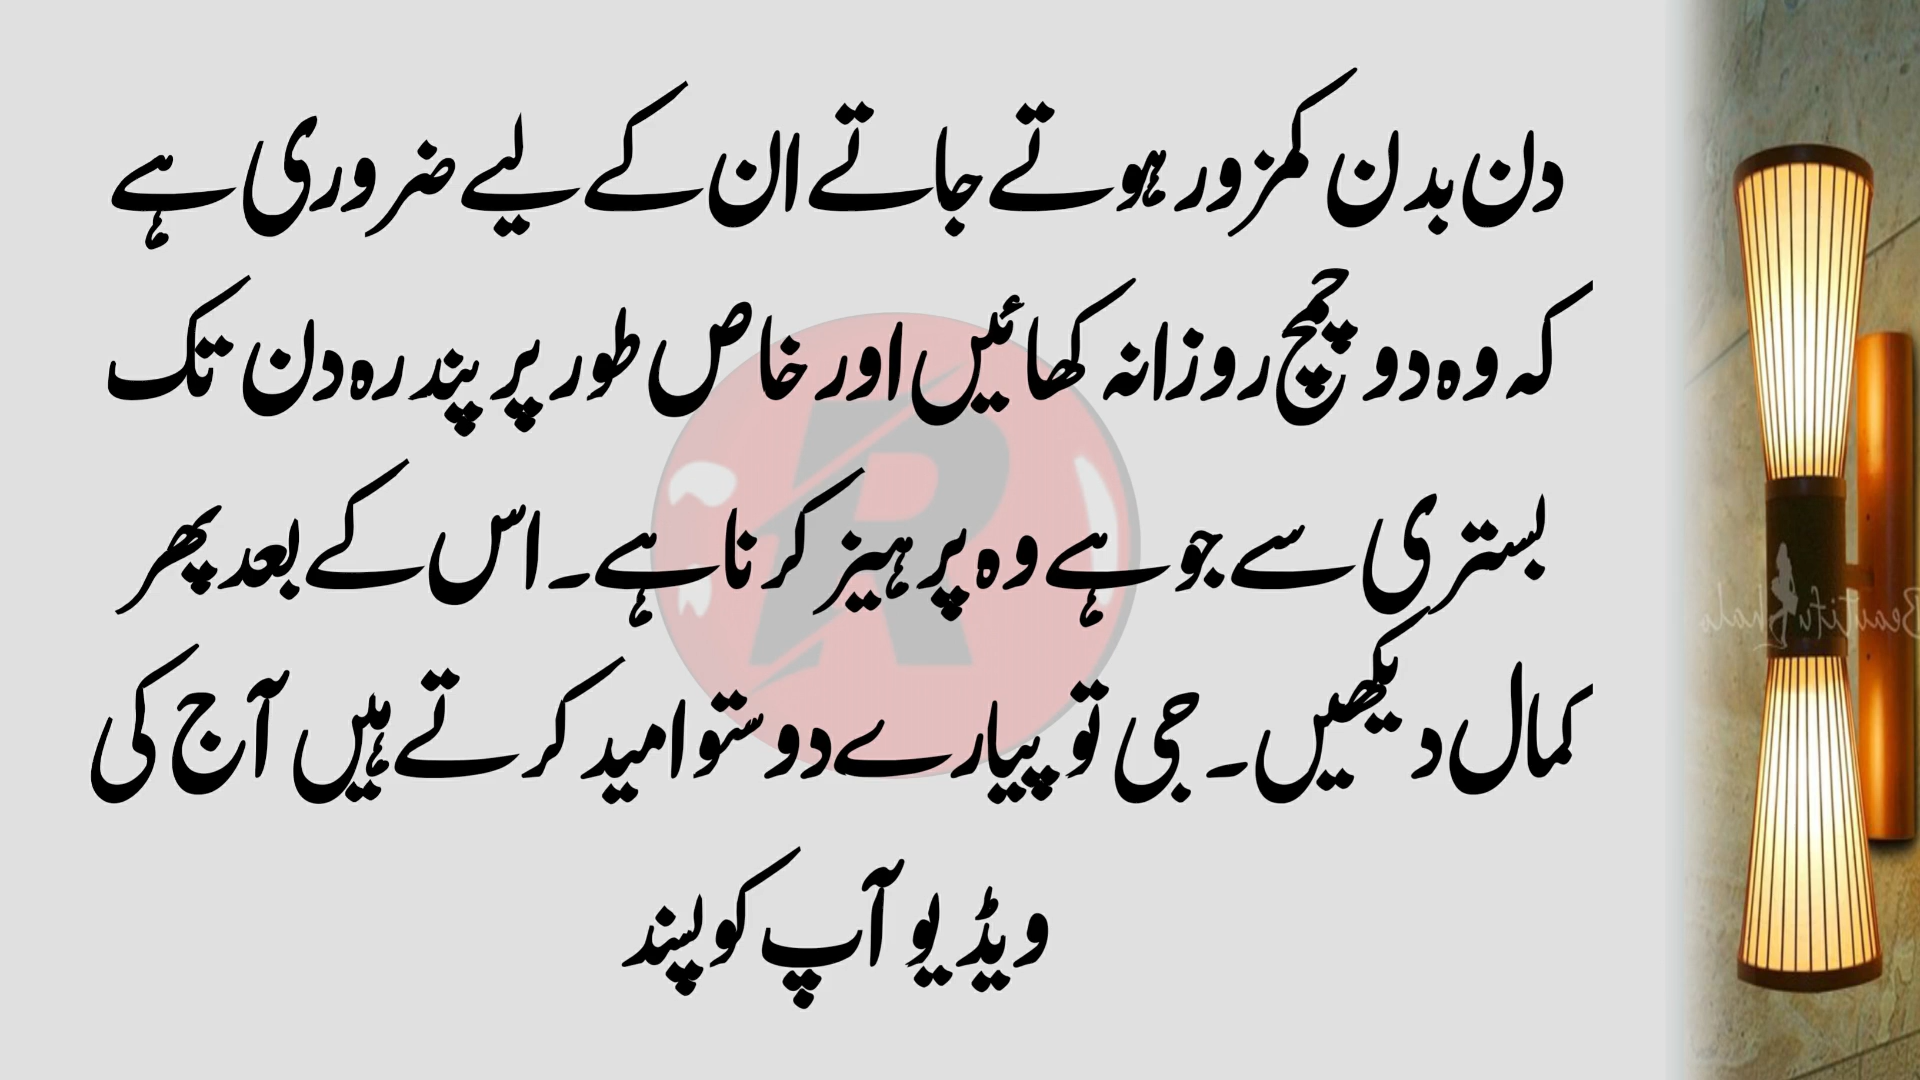 دن بدن کمزور ہوتے جاتے ان کے لیے ضروری ہے
کہ وہ دو چمچ روزانہ کھائیں اور خاص طور پر پندرہ دن تک
بستری سے جو ہے وہ پرہیز کرنا ہے۔ اس کے بعد پھر
کمال دیکھیں۔ جی تو پیارے دوستو امید کرتے ہیں آج کی
ویڈیو آپ کو پسند
R